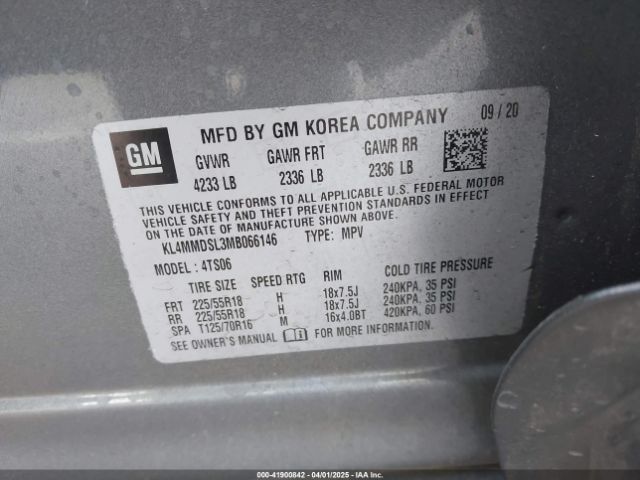 GM
MFD BY GM KOREA COMPANY 09 / 20
GVWR GAWR FRT GAWR RR
4233 LB 2336 LB 2336 LB
THIS VEHICLE CONFORMS TO ALL APPLICABLE U.S. FEDERAL MOTOR
VEHICLE SAFETY AND THEFT PREVENTION STANDARDS IN EFFECT
ON THE DATE OF MANUFACTURE SHOWN ABOVE.
KL4MMDSL3MB066146 TYPE: MPV
MODEL: 4TS06
TIRE SIZE SPEED RTG RIM COLD TIRE PRESSURE
FRT 225/55R18 H 18x7.5J 240KPA, 35 PSI
RR 225/55R18 H 18x7.5J 240KPA, 35 PSI
SPA T125/70R16 M 16x4.0BT 420KPA, 60 PSI
SEE OWNER'S MANUAL FOR MORE INFORMATION.
000-41900842 - 04/01/2025 - IAAI, INC.